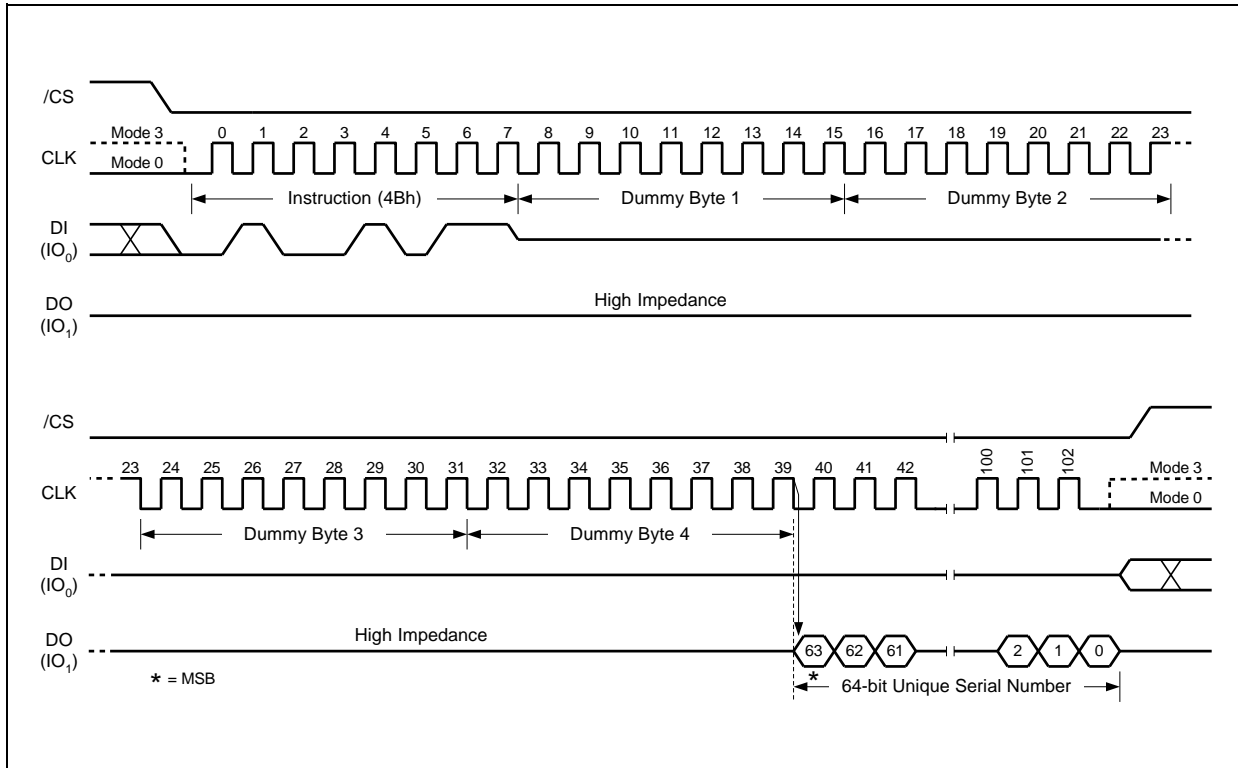 /CS
Mode 3
0 1 2 3 4 5 6 7 8 9 10 11 12 13 14 15 16 17 18 19 20 21 22 23
CLK
Mode 0
Instruction (4Bh)
Dummy Byte 1
Dummy Byte 2
DI
(IO0)
High Impedance
DO
(IO1)
/CS
23 24 25 26 27 28 29 30 31 32 33 34 35 36 37 38 39 40 41 42 100 101 102
Mode 3
CLK
Mode 0
Dummy Byte 3
Dummy Byte 4
DI
(IO0)
High Impedance
DO
(IO1)
63 62 61 2 1 0
* = MSB
*
64-bit Unique Serial Number